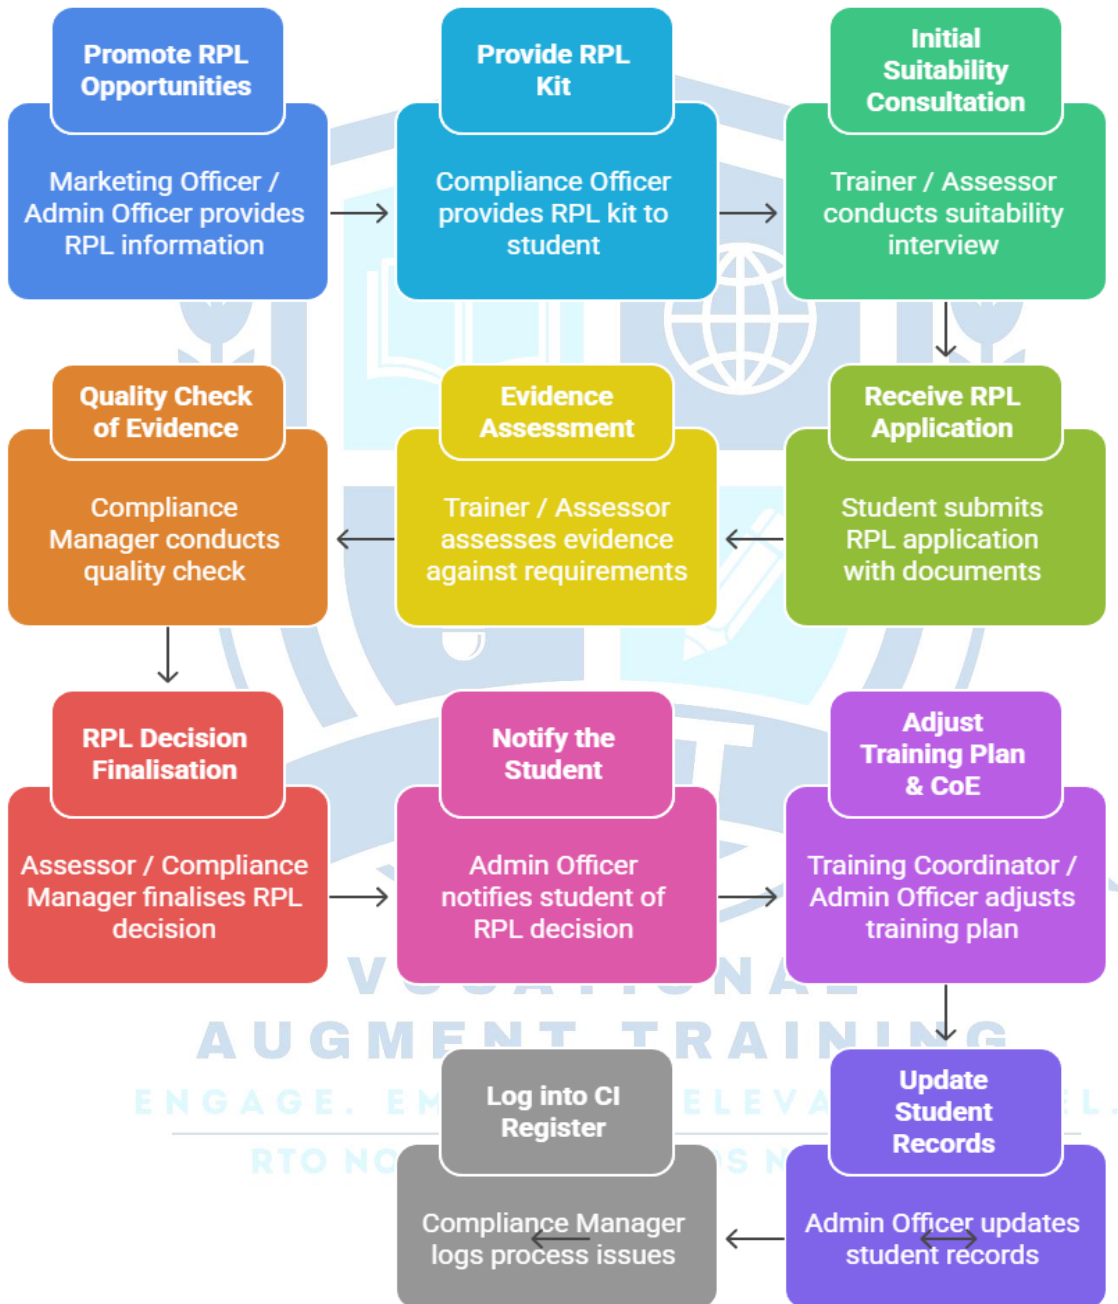 Promote RPL
Opportunities
Marketing Officer /
Admin Officer provides
RPL information
Provide RPL
Kit
Compliance Officer
provides RPL kit to
student
Initial
Suitability
Consultation
Trainer / Assessor
conducts suitability
interview
Receive RPL
Application
Student submits
RPL application
with documents
Evidence
Assessment
Trainer / Assessor
assesses evidence
against requirements
Quality Check
of Evidence
Compliance
Manager conducts
quality check
RPL Decision
Finalisation
Assessor / Compliance
Manager finalises RPL
decision
Notify the
Student
Admin Officer
notifies student of
RPL decision
Adjust
Training Plan
& CoE
Training Coordinator /
Admin Officer adjusts
training plan
Update
Student
Records
Admin Officer updates
student records
Log into CI
Register
Compliance Manager
logs process issues
VOCATIONAL
AUGMENT TRAINING
ENGAGE.
RTO NO